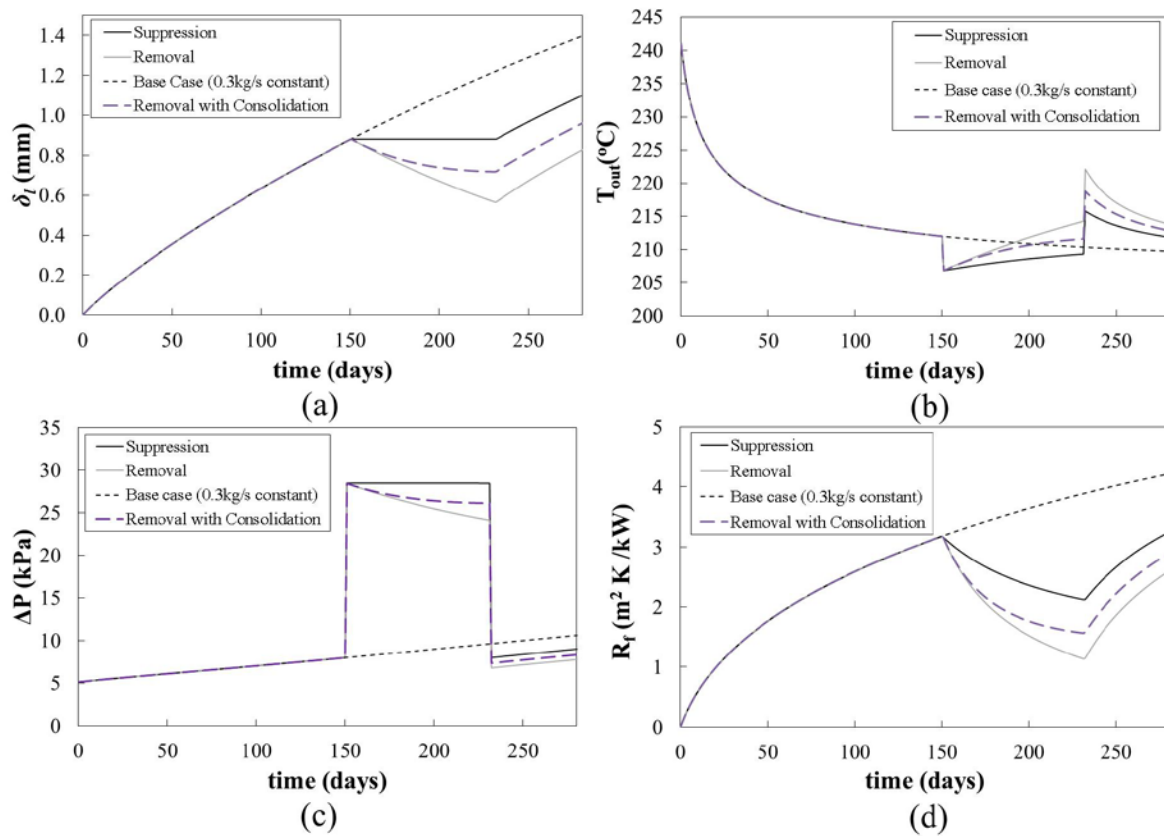 1.4
1.2
1.0
0.8
0.6
0.4
0.2
0.0
δl (mm)
Suppression
Removal
Base Case (0.3kg/s constant)
Removal with Consolidation
0 50 100 150 200 250
time (days)
(a)
245
240
235
230
225
220
215
210
205
200
Tout(oC)
Suppression
Removal
Base case (0.3kg/s constant)
Removal with Consolidation
0 50 100 150 200 250
time (days)
(b)
35
30
25
20
15
10
5
0
ΔP (kPa)
Suppression
Removal
Base case (0.3kg/s constant)
Removal with Consolidation
0 50 100 150 200 250
time (days)
(c)
5
4
3
2
1
0
Rf (m2 K /kW)
Suppression
Removal
Base case (0.3kg/s constant)
Removal with Consolidation
0 50 100 150 200 250
time (days)
(d)